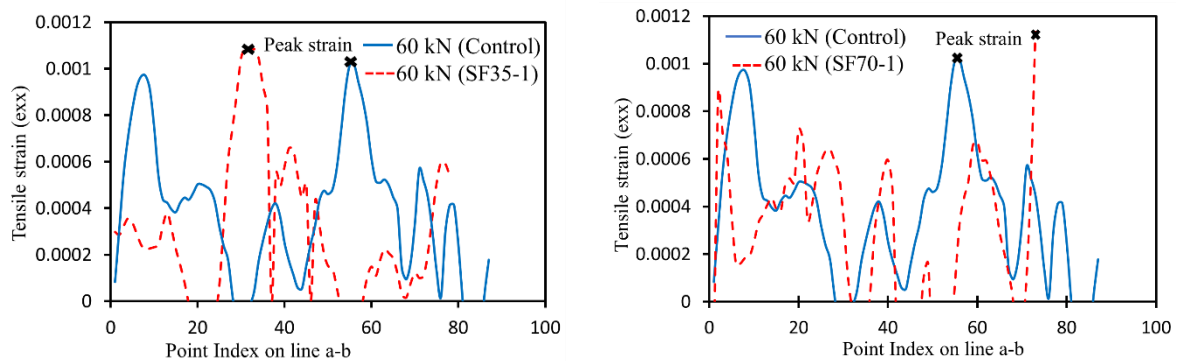 0.0012
0.001
0.0008
0.0006
0.0004
0.0002
0
Tensile strain (exx)
Peak strain
60 kN (Control)
60 kN (SF35-1)
0 20 40 60 80 100
Point Index on line a-b
0.0012
0.001
0.0008
0.0006
0.0004
0.0002
0
Tensile strain (exx)
60 kN (Control)
Peak strain
60 kN (SF70-1)
0 20 40 60 80 100
Point Index on line a-b